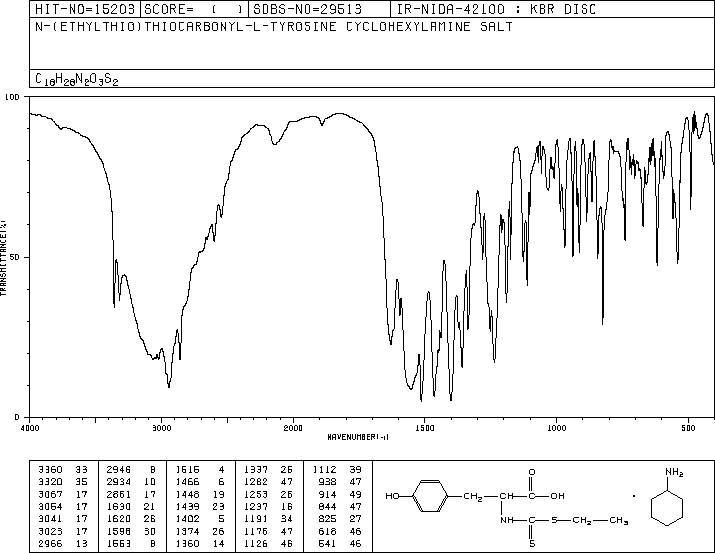 HIT-NO=15203 SCORE= ( ) SDBS-NO=29513 IR-NIDA-42100 : KBR DISC
N-(ETHYLTHIO)THIOCARBONYL-L-TYROSINE CYCLOHEXYLAMINE SALT
C18H28N2O3S2
100
50
0
TRANSMITTANCE(%)
4000 3000 2000 1500 1000 500
WAVENUMBER(-1)
3360 33 2946 8 1515 4 1337 26 1112 39
3320 35 2934 10 1466 6 1282 47 938 47
3067 17 2861 17 1448 19 1253 25 914 49
3054 17 1630 21 1439 23 1237 16 844 47
3041 17 1620 26 1402 5 1191 34 825 27
3023 17 1598 30 1374 26 1176 47 618 46
2966 13 1553 8 1360 14 1126 46 541 46
O
NH2
HO CH2 CH C OH
NH C S CH2 CH3
S